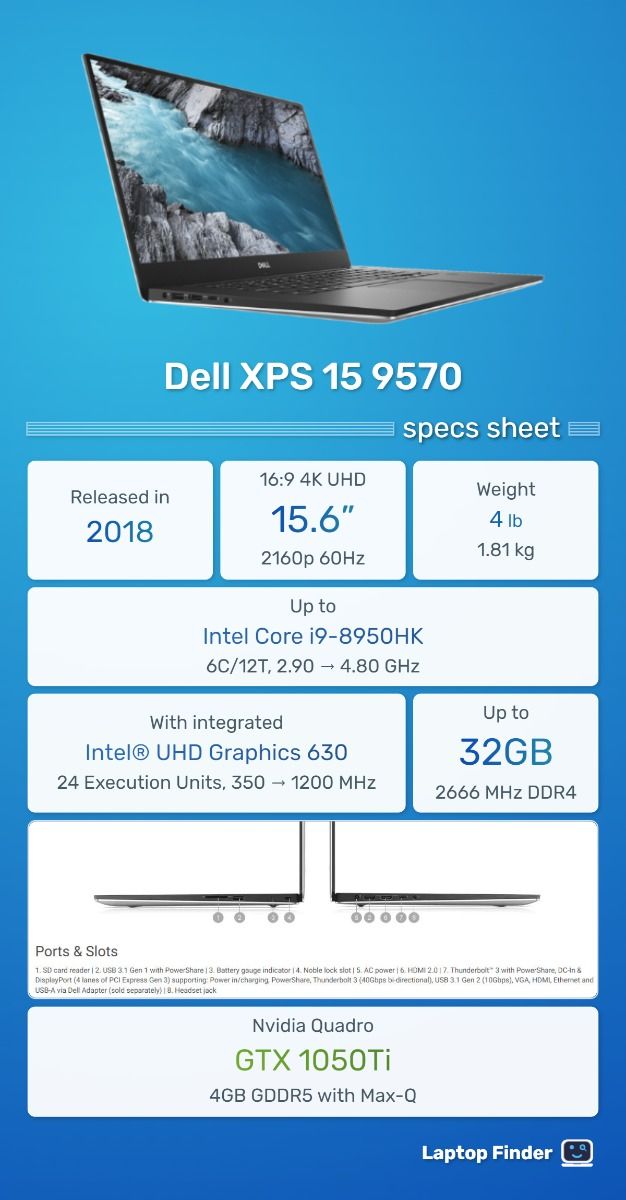 DELL
Dell XPS 15 9570
specs sheet
Released in
2018
16:9 4K UHD
15.6”
2160p 60Hz
Weight
4 lb
1.81 kg
Up to
Intel Core i9-8950HK
6C/12T, 2.90 → 4.80 GHz
With integrated
Intel® UHD Graphics 630
24 Execution Units, 350 → 1200 MHz
Up to
32GB
2666 MHz DDR4
1 2 3 4 5 2 6 7 8
Ports & Slots
1. SD card reader | 2. USB 3.1 Gen 1 with PowerShare | 3. Battery gauge indicator | 4. Noble lock slot | 5. AC power | 6. HDMI 2.0 | 7. Thunderbolt™ 3 with PowerShare, DC-In &
DisplayPort (4 lanes of PCI Express Gen 3) supporting: Power in/charging, PowerShare, Thunderbolt 3 (40Gbps bi-directional), USB 3.1 Gen 2 (10Gbps), VGA, HDMI, Ethernet and
USB-A via Dell Adapter (sold separately) | 8. Headset jack
Nvidia Quadro
GTX 1050Ti
4GB GDDR5 with Max-Q
Laptop Finder